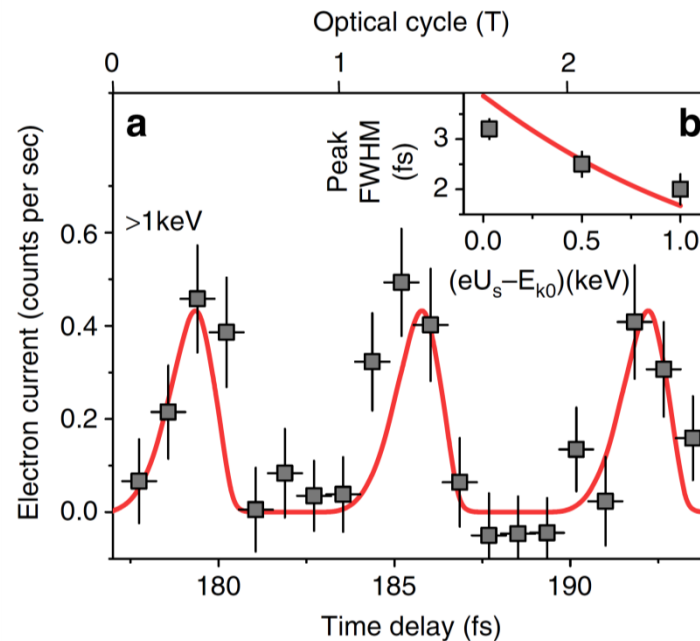 Optical cycle (T)
0 1 2
a
b
Peak
FWHM
(fs)
3
2
0.0 0.5 1.0
(eUₛ–Eₖ₀)(keV)
>1keV
Electron current (counts per sec)
0.6
0.4
0.2
0.0
180 185 190
Time delay (fs)